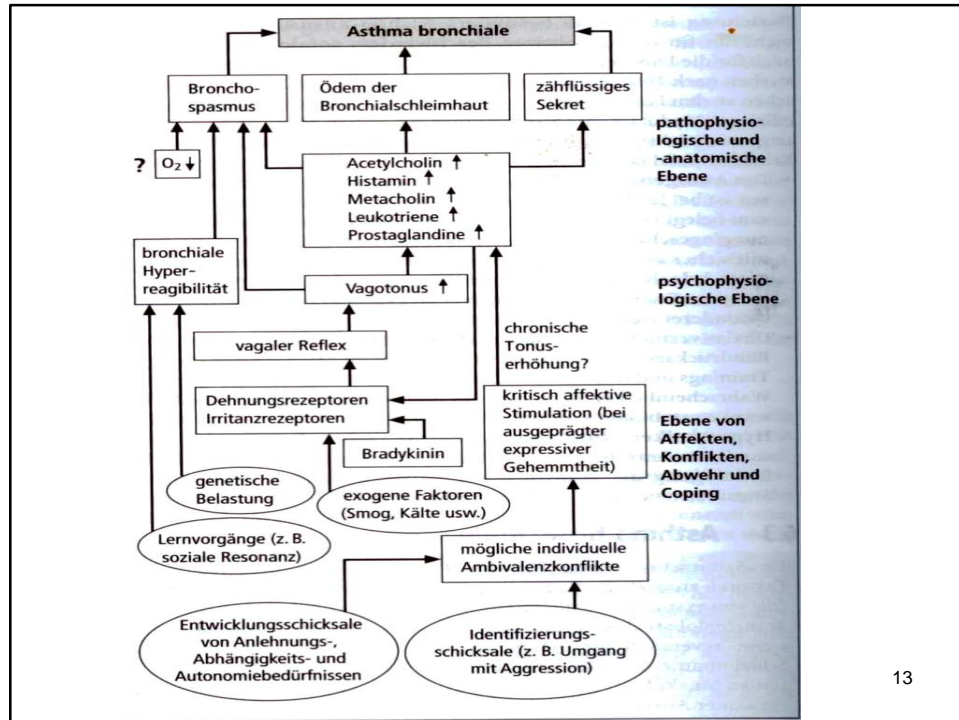 Asthma bronchiale
Broncho-
spasmus
Ödem der
Bronchialschleimhaut
zähflüssiges
Sekret
pathophysio-
logische und
-anatomische
Ebene
? O₂ ↓
Acetylcholin ↑
Histamin ↑
Metacholin ↑
Leukotriene ↑
Prostaglandine ↑
bronchiale
Hyper-
reagibilität
Vagotonus ↑
psychophysio-
logische Ebene
vagaler Reflex
chronische
Tonus-
erhöhung?
Dehnungsrezeptoren
Irritanzrezeptoren
kritisch affektive
Stimulation (bei
ausgeprägter
expressiver
Gehemmtheit)
Ebene von
Affekten,
Konflikten,
Abwehr und
Coping
Bradykinin
genetische
Belastung
exogene Faktoren
(Smog, Kälte usw.)
Lernvorgänge (z. B.
soziale Resonanz)
mögliche individuelle
Ambivalenzkonflikte
Entwicklungsschicksale
von Anlehnungs-,
Abhängigkeits- und
Autonomiebedürfnissen
Identifizierungs-
schicksale (z. B. Umgang
mit Aggression)
13